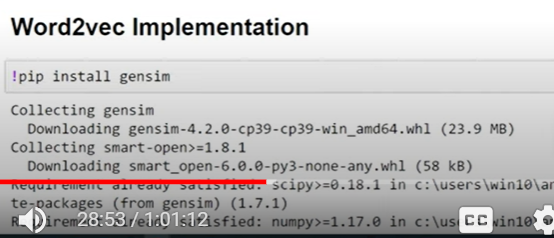 Word2vec Implementation
!pip install gensim
Collecting gensim
Downloading gensim-4.2.0-cp39-cp39-win_amd64.whl (23.9 MB)
Collecting smart-open>=1.8.1
Downloading smart_open-6.0.0-py3-none-any.whl (58 kB)
Requirement already satisfied: scipy>=0.18.1 in c:\users\win10\an
te-packages (from gensim) (1.7.1)
Requirement already satisfied: numpy>=1.17.0 in c:\users\win10\an
28:53 / 1:01:12
CC